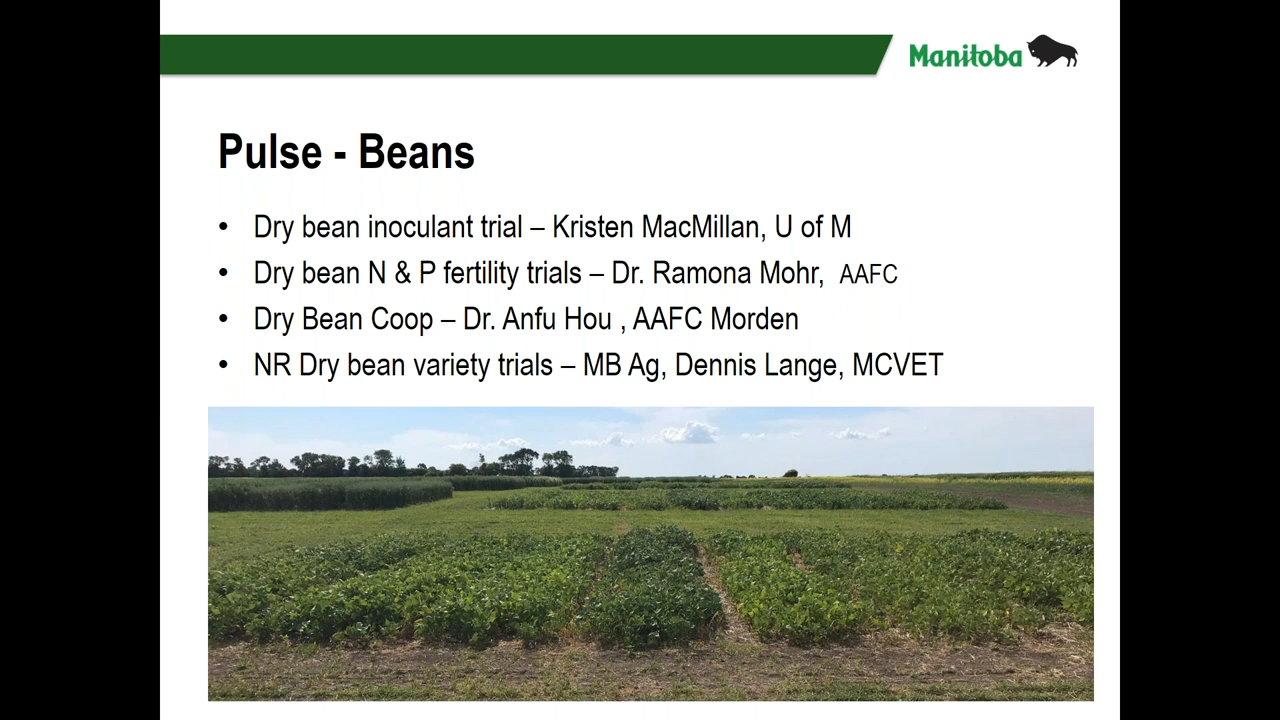 Manitoba
Pulse - Beans
• Dry bean inoculant trial – Kristen MacMillan, U of M
• Dry bean N & P fertility trials – Dr. Ramona Mohr, AAFC
• Dry Bean Coop – Dr. Anfu Hou , AAFC Morden
• NR Dry bean variety trials – MB Ag, Dennis Lange, MCVET